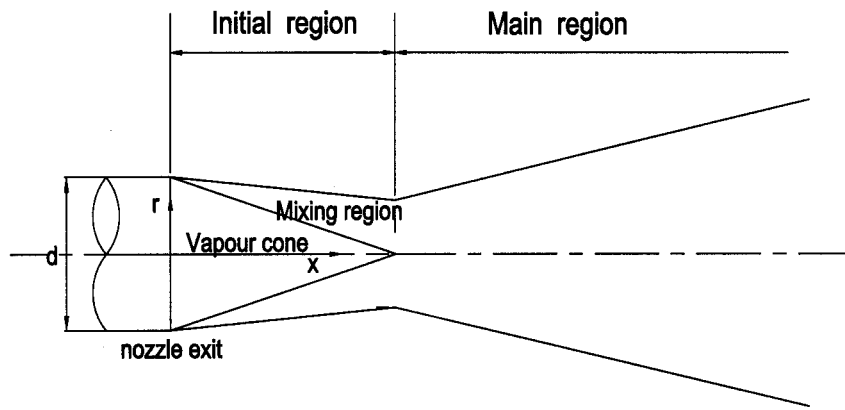 Initial region
Main region
r
Mixing region
Vapour cone
d
x
nozzle exit